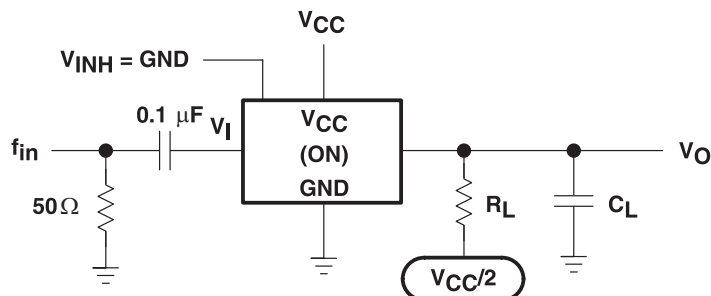 VCC
VINH = GND
0.1 μF
VI
fin
VCC
(ON)
GND
VO
50Ω
RL
CL
VCC/2